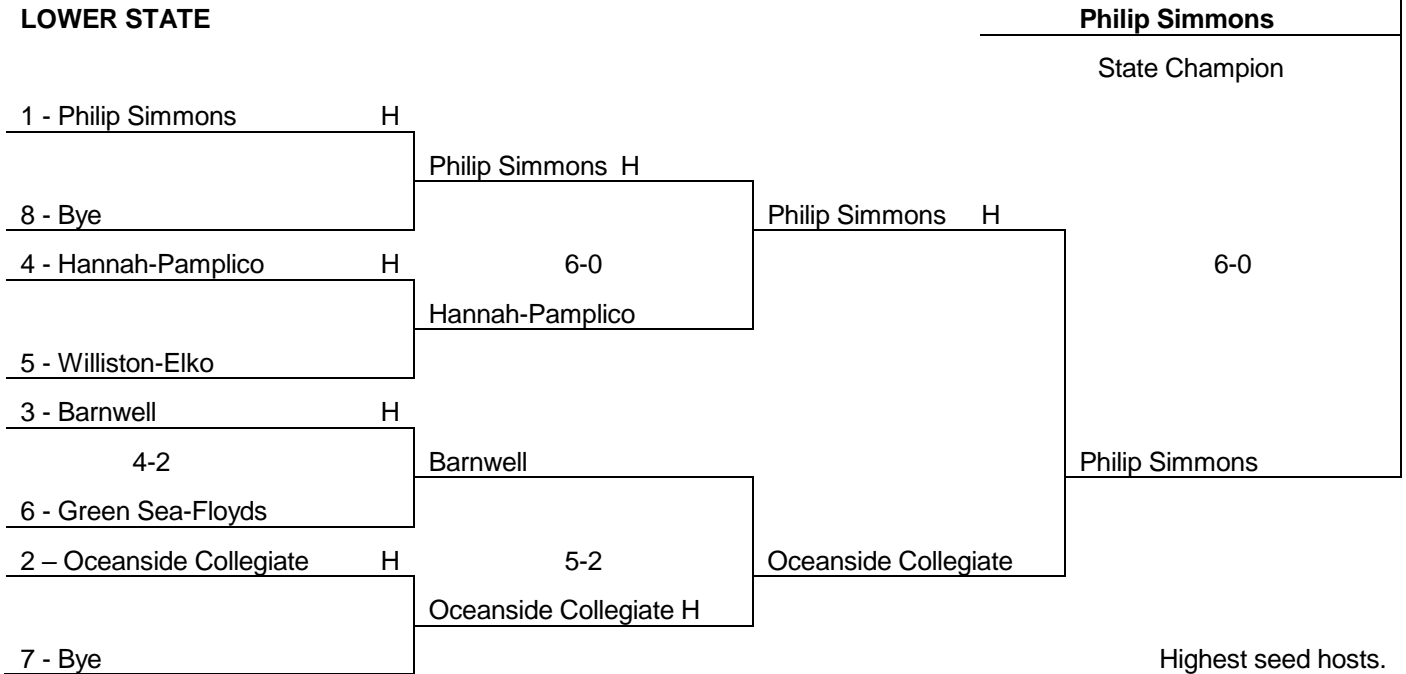 LOWER STATE Philip Simmons
State Champion
1 - Philip Simmons H
Philip Simmons H
8 - Bye Philip Simmons H
4 - Hannah-Pamplico H 6-0 6-0
Hannah-Pamplico
5 - Williston-Elko
3 - Barnwell H
4-2 Barnwell Philip Simmons
6 - Green Sea-Floyds
2 – Oceanside Collegiate H 5-2 Oceanside Collegiate
Oceanside Collegiate H
7 - Bye Highest seed hosts.